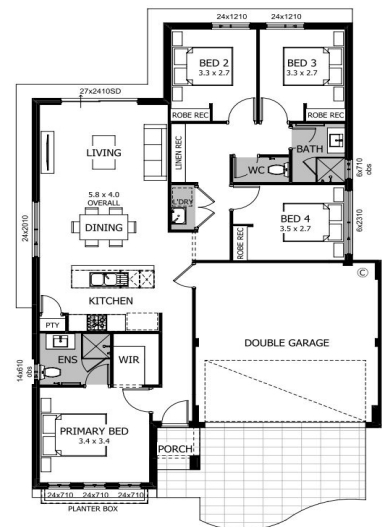 24x1210
24x1210
BED 2
3.3 x 2.7
BED 3
3.3 x 2.7
27x2410SD
ROBE REC
ROBE REC
LINEN REC
BATH
LIVING
WC
6x710
obs
5.8 x 4.0
OVERALL
L'DRY
24x2010
DINING
BED 4
3.5 x 2.7
6x2310
ROBE REC
©
KITCHEN
PTY
DOUBLE GARAGE
ENS
WIR
14x610
obs
PRIMARY BED
3.4 x 3.4
PORCH
24x710
24x710
24x710
PLANTER BOX